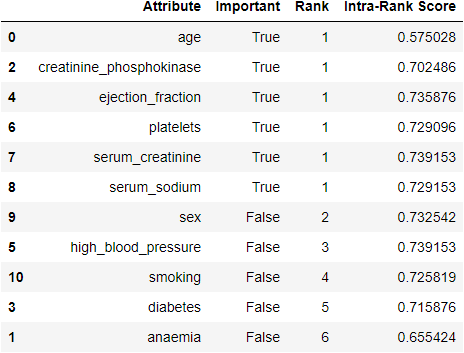 Attribute Important Rank Intra-Rank Score
0 age True 1 0.575028
2 creatinine_phosphokinase True 1 0.702486
4 ejection_fraction True 1 0.735876
6 platelets True 1 0.729096
7 serum_creatinine True 1 0.739153
8 serum_sodium True 1 0.729153
9 sex False 2 0.732542
5 high_blood_pressure False 3 0.739153
10 smoking False 4 0.725819
3 diabetes False 5 0.715876
1 anaemia False 6 0.655424